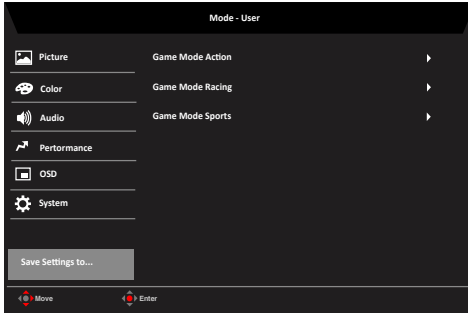 Mode - User
Picture
Game Mode Action
Color
Game Mode Racing
Audio
Game Mode Sports
Pertormance
OSD
System
Save Settings to...
Move
Enter